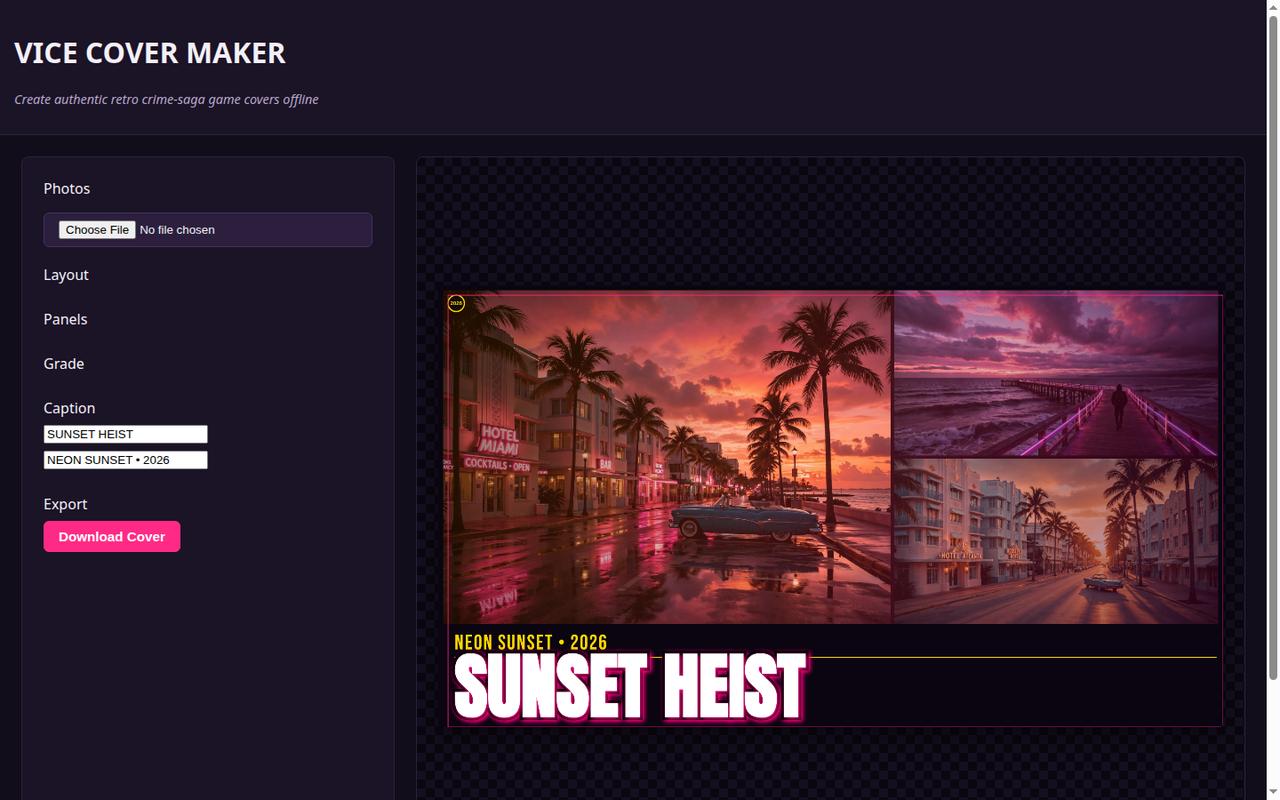 VICE COVER MAKER
Create authentic retro crime-saga game covers offline
Photos
Choose File No file chosen
Layout
Panels
Grade
Caption
SUNSET HEIST
NEON SUNSET • 2026
Export
Download Cover
2026
HOTEL
MIAMI
COCKTAILS • OPEN
BAR
NEON SUNSET • 2026
SUNSET HEIST